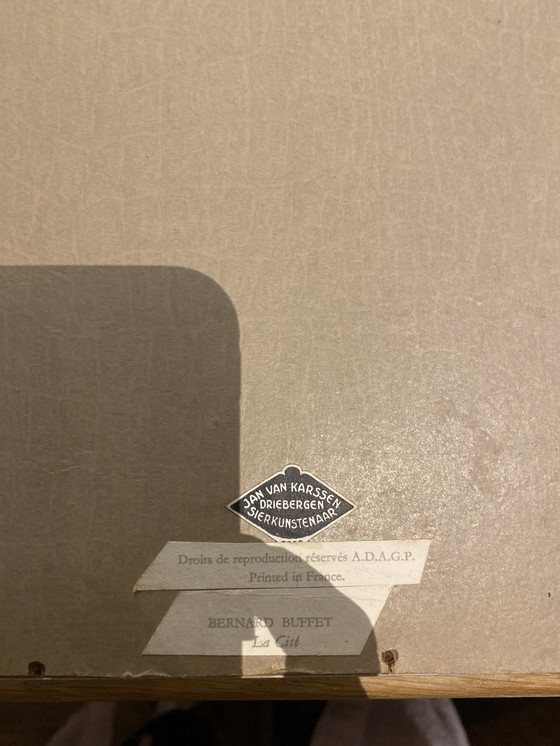 JAN VAN KARSSEN
DRIEBERGEN
SIERKUNSTENAAR
Droits de reproduction réservés A.D.A.G.P.
Printed in France.
BERNARD BUFFET
La Cité